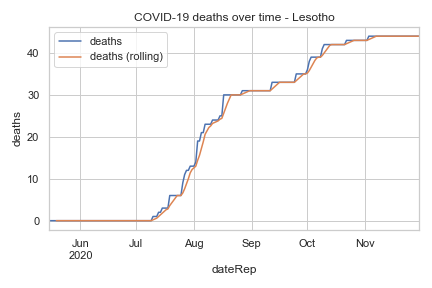 COVID-19 deaths over time - Lesotho
deaths
deaths (rolling)
40
30
20
10
0
deaths
Jun
2020
Jul
Aug
Sep
Oct
Nov
dateRep